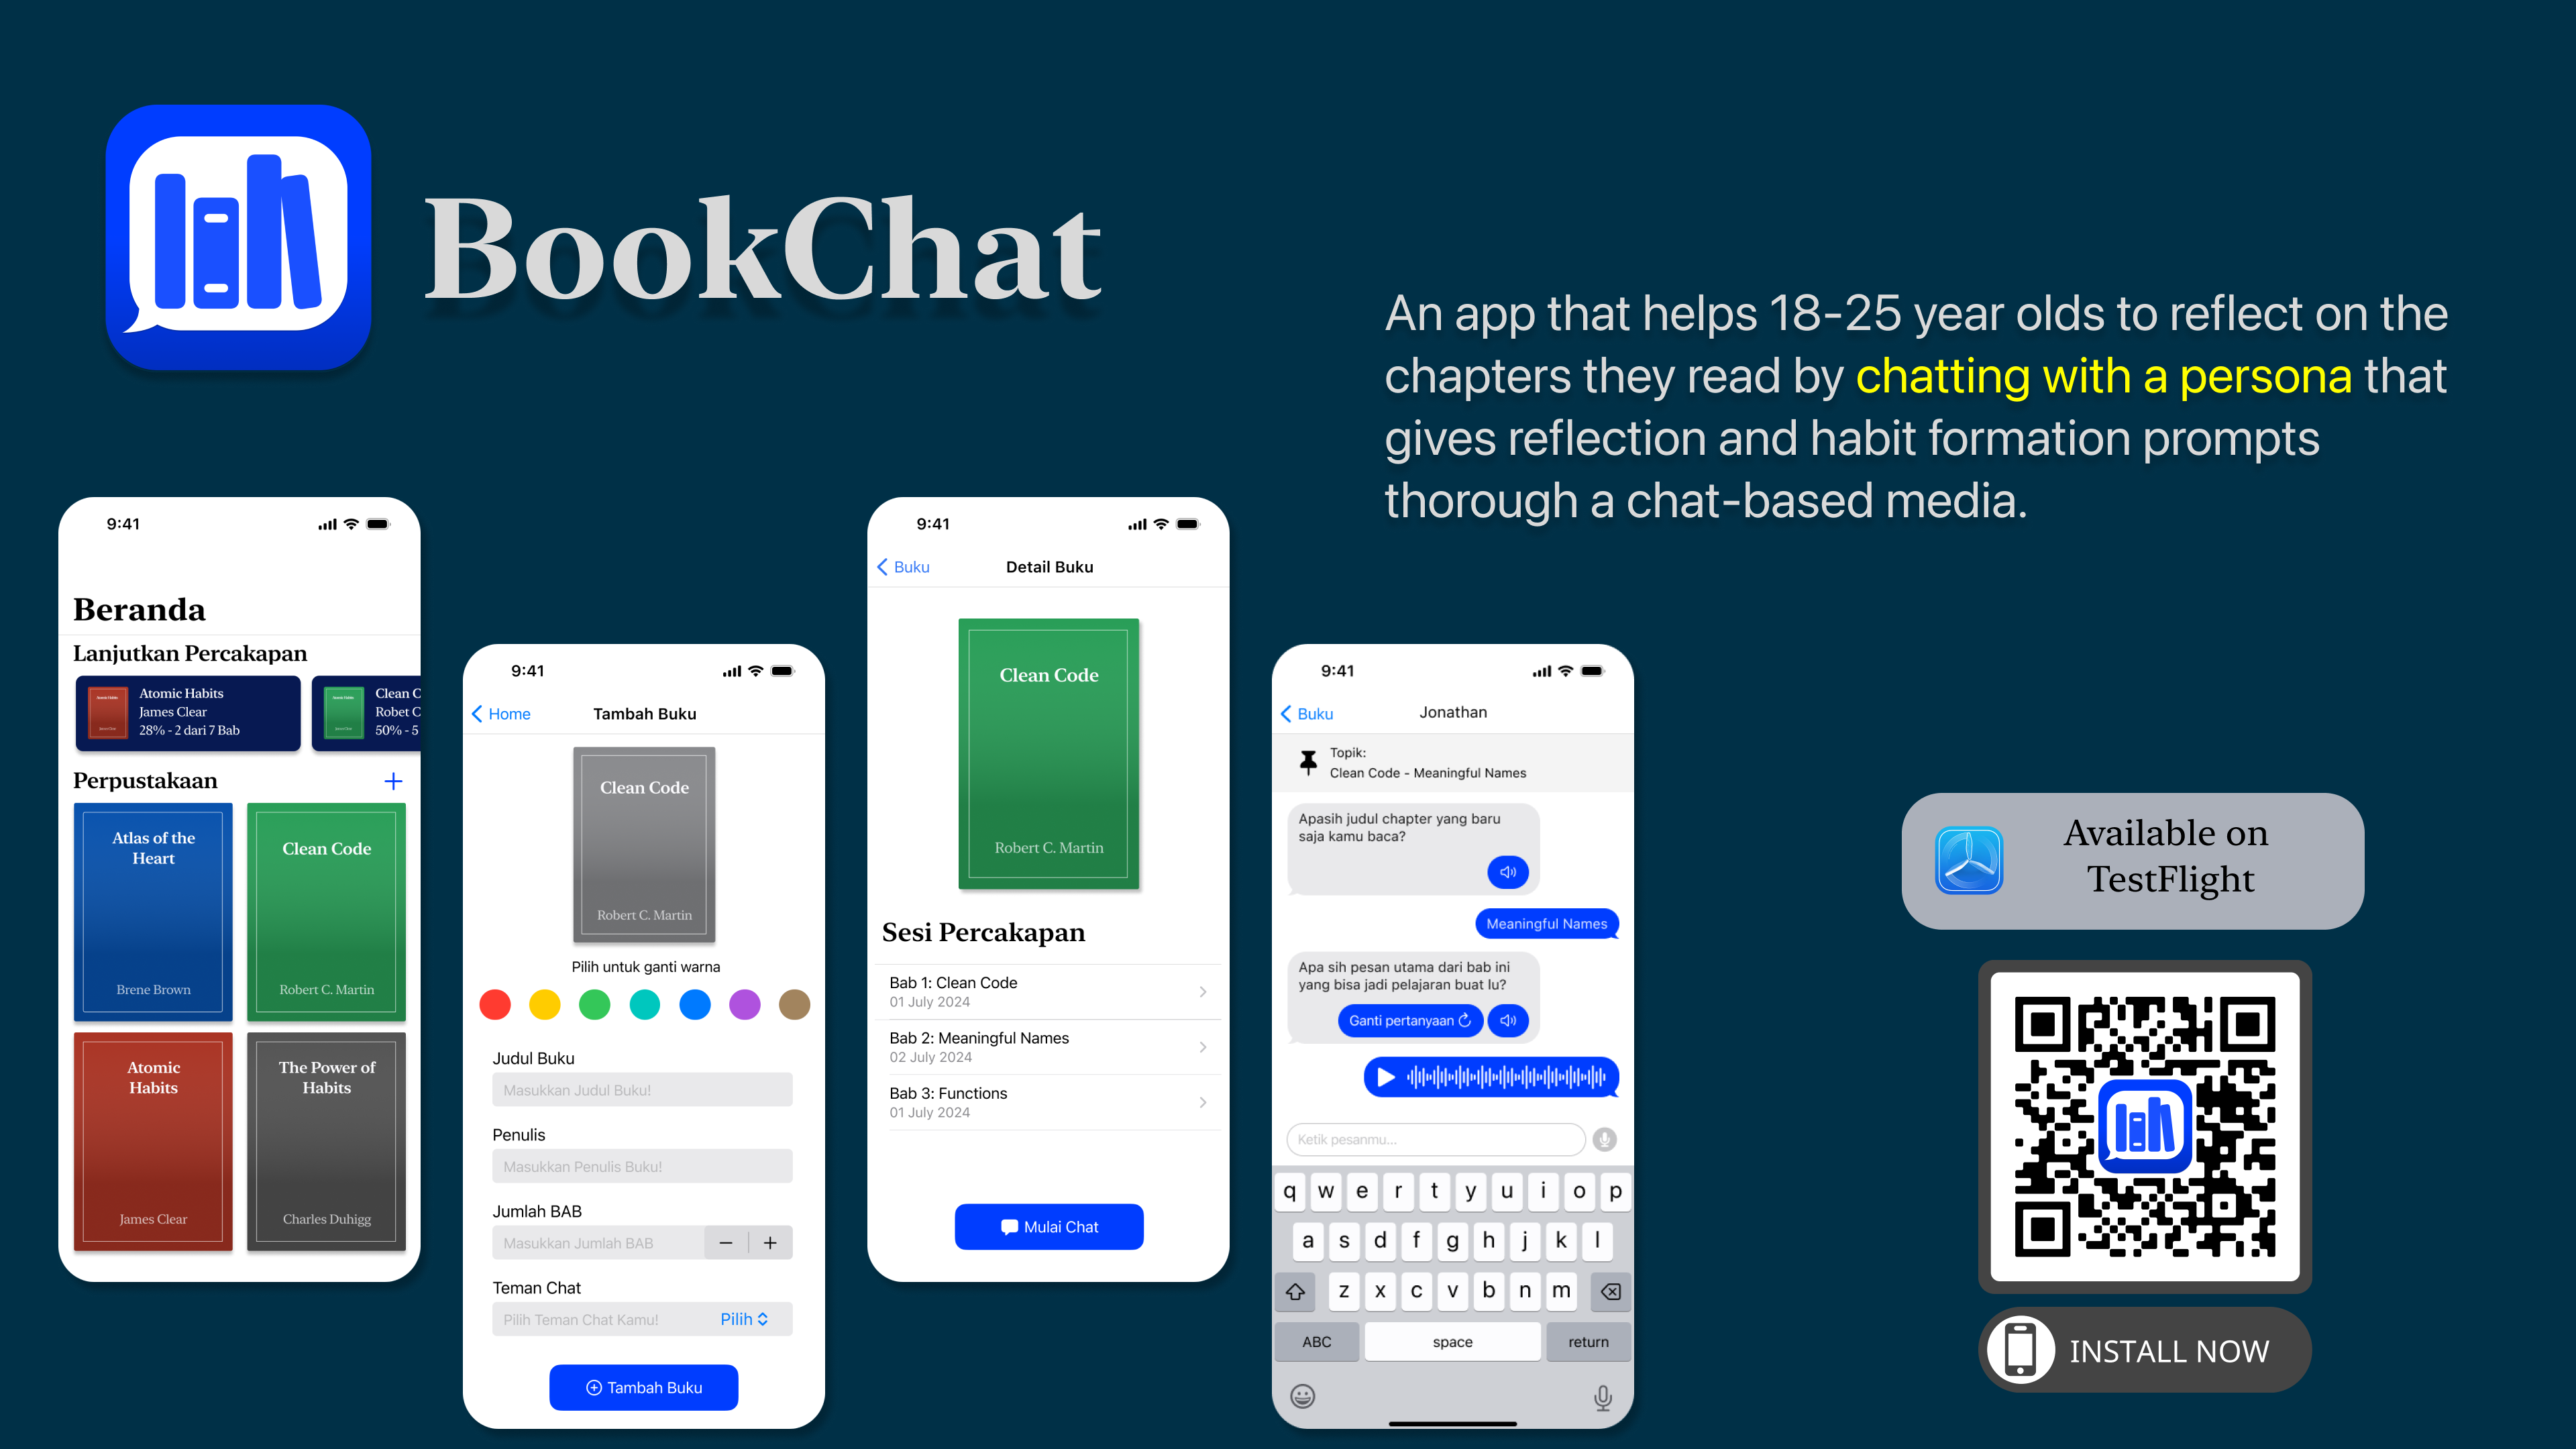 BookChat
An app that helps 18-25 year olds to reflect on the
chapters they read by chatting with a persona that
gives reflection and habit formation prompts
thorough a chat-based media.
9:41
Beranda
Lanjutkan Percakapan
Atomic Habits
James Clear
28% - 2 dari 7 Bab
Clean C
Robet C
50% - 5
Perpustakaan
Atlas of the
Heart
Brene Brown
Clean Code
Robert C. Martin
Atomic
Habits
James Clear
The Power of
Habits
Charles Duhigg
9:41
Home
Tambah Buku
Clean Code
Robert C. Martin
Pilih untuk ganti warna
Judul Buku
Masukkan Judul Buku!
Penulis
Masukkan Penulis Buku!
Jumlah BAB
Masukkan Jumlah BAB
Teman Chat
Pilih Teman Chat Kamu!
Pilih
Tambah Buku
9:41
Buku
Detail Buku
Clean Code
Robert C. Martin
Sesi Percakapan
Bab 1: Clean Code
01 July 2024
Bab 2: Meaningful Names
02 July 2024
Bab 3: Functions
01 July 2024
Mulai Chat
9:41
Buku
Jonathan
Topik:
Clean Code - Meaningful Names
Apasih judul chapter yang baru
saja kamu baca?
Meaningful Names
Apa sih pesan utama dari bab ini
yang bisa jadi pelajaran buat lu?
Ganti pertanyaan
Ketik pesanmu...
q w e r t y u i o p
a s d f g h j k l
z x c v b n m
ABC space return
Available on
TestFlight
INSTALL NOW